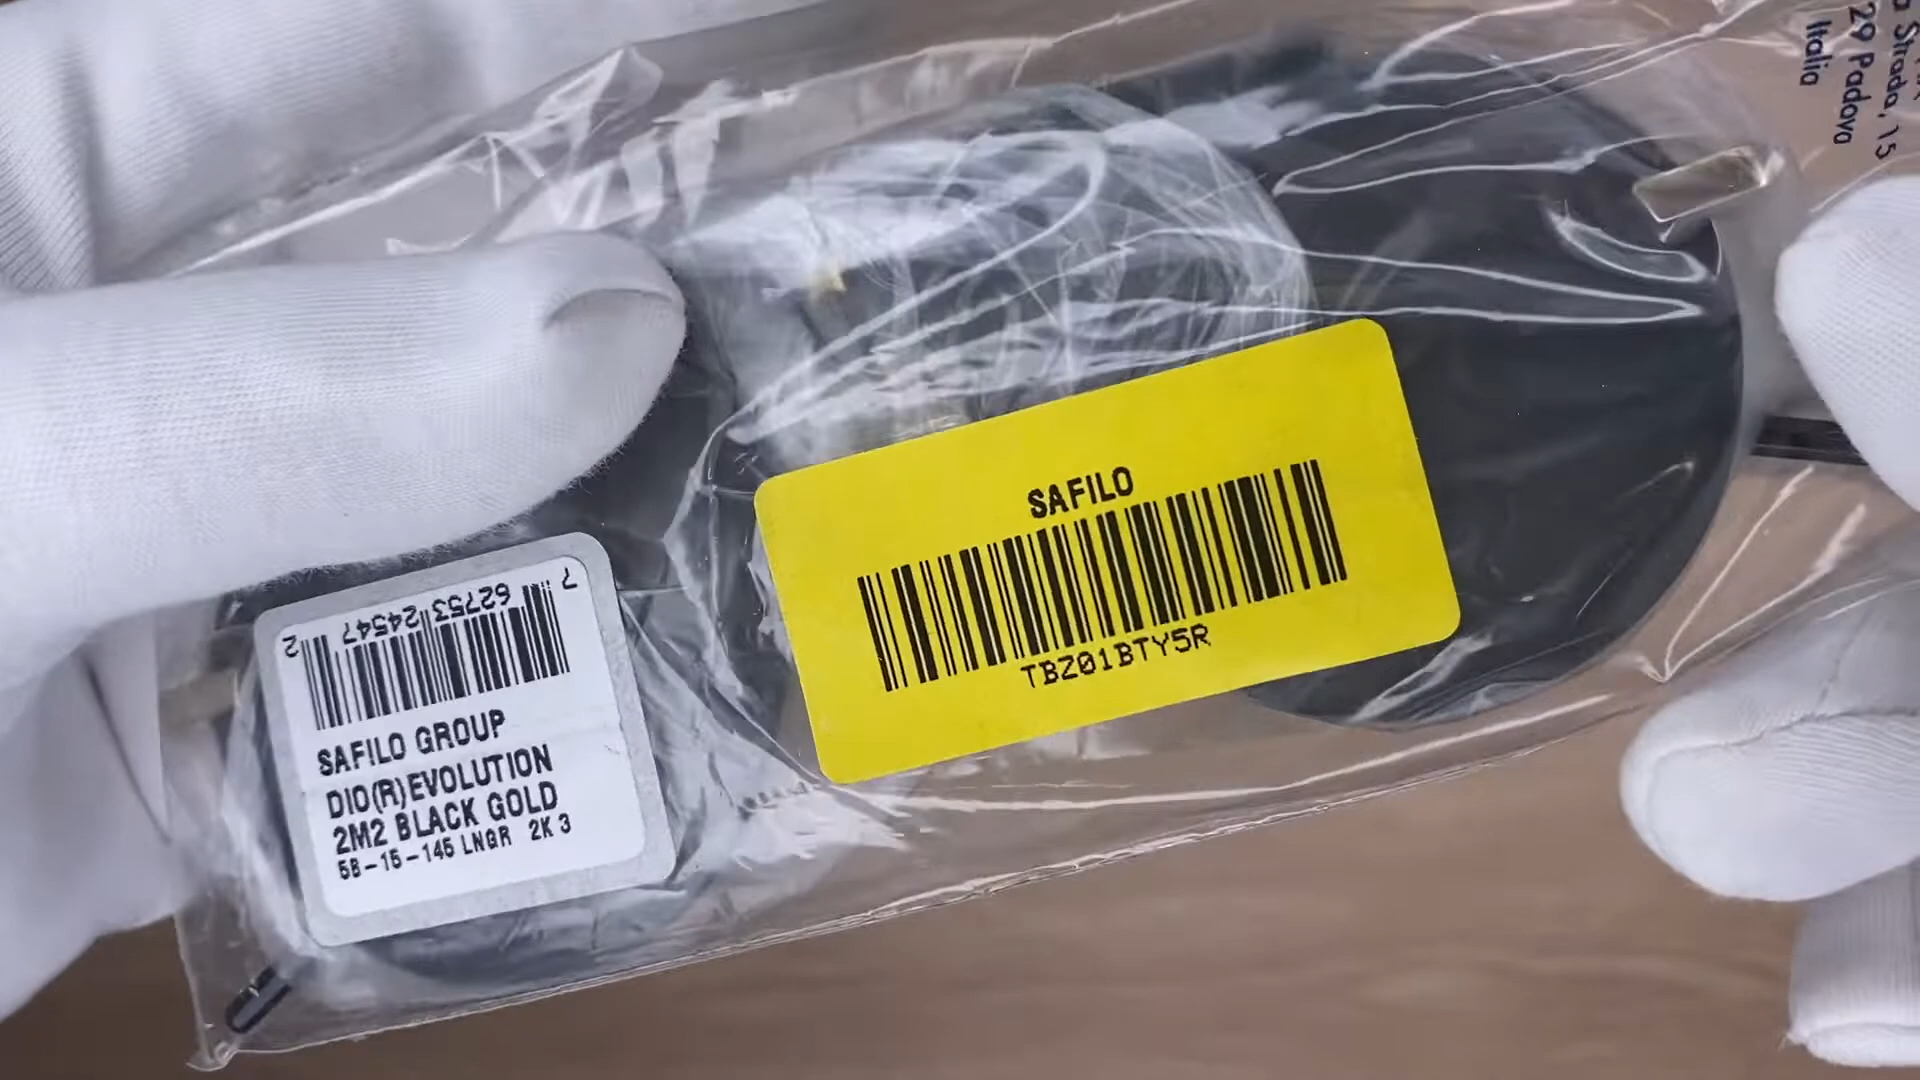 Strada, 15
29 Padova
Italia
SAFILO
TBZ01BTY5R
7 62753 24547 2
SAFILO GROUP
DIO(R)EVOLUTION
2M2 BLACK GOLD
58-15-145 LNGR 2K 3